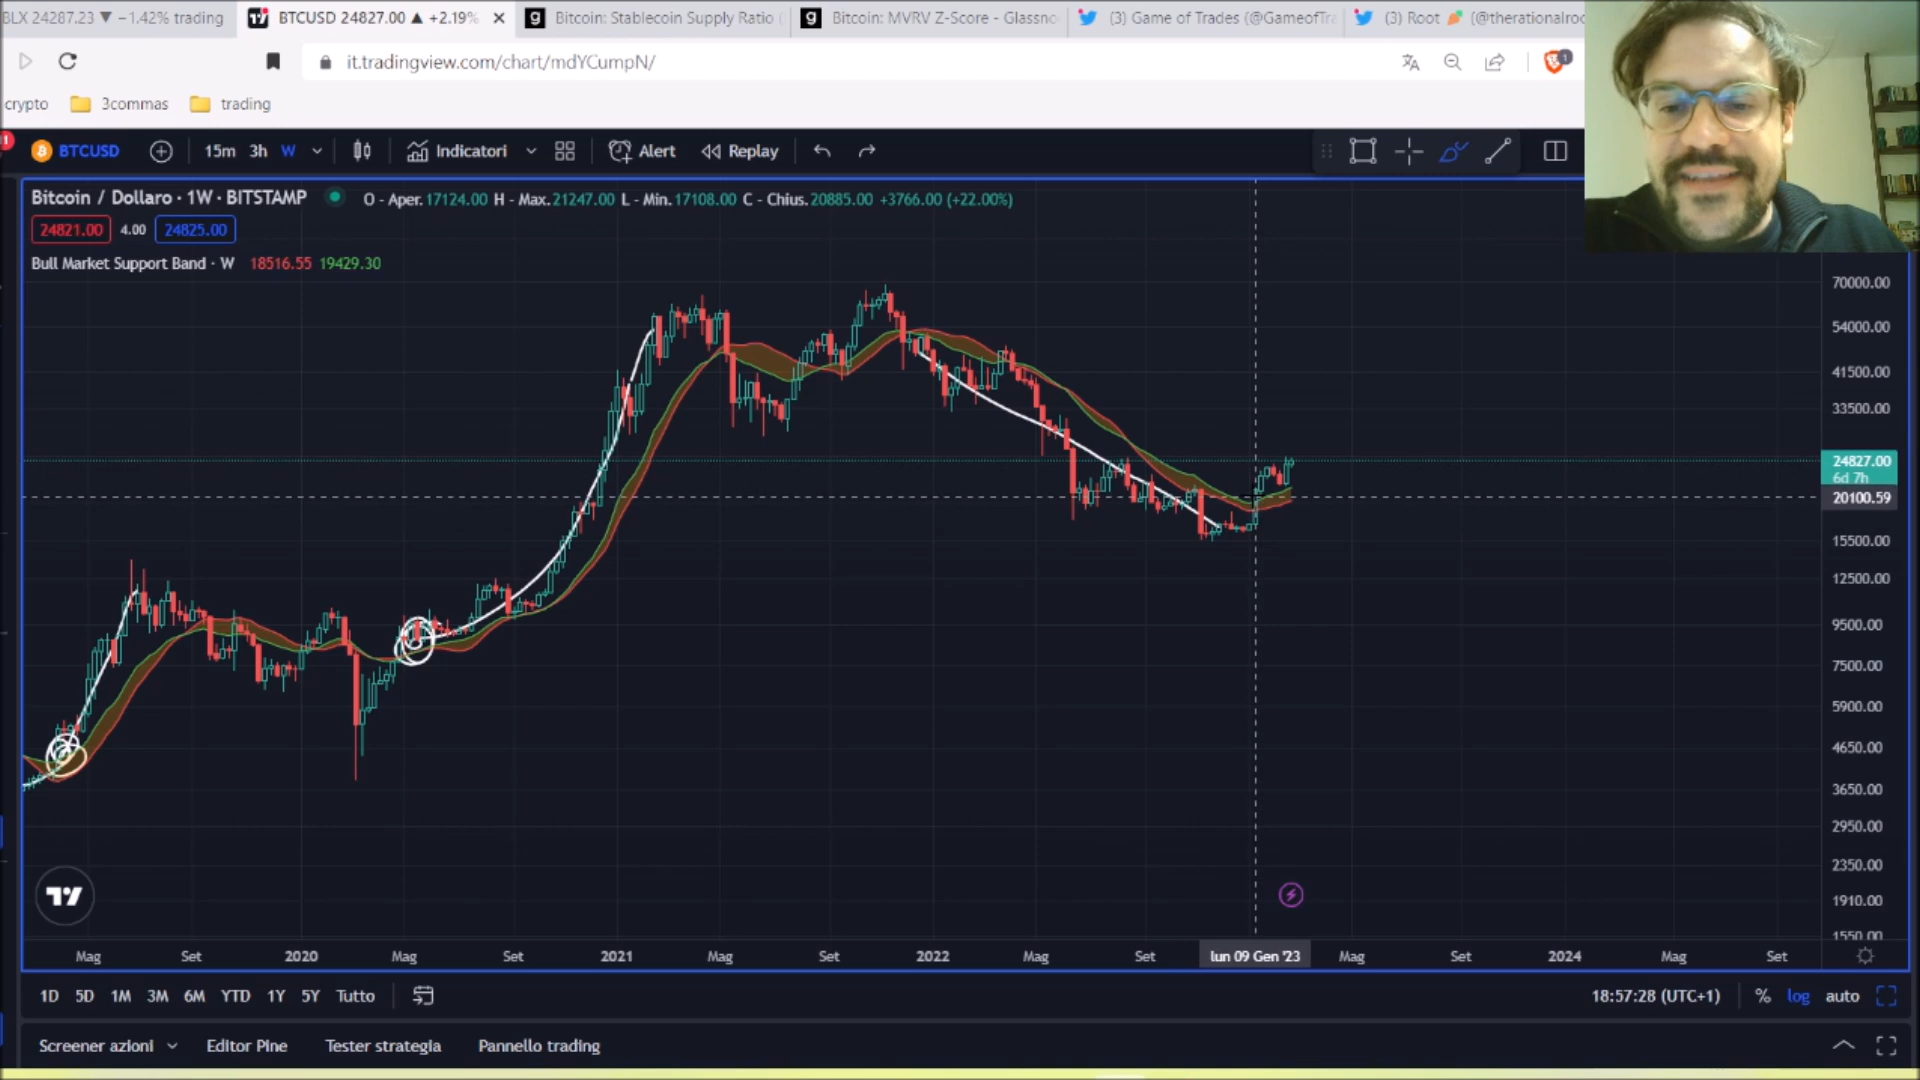 BLX 24287.23 ▼ −1.42% trading
BTCUSD 24827.00 ▲ +2.19%
Bitcoin: Stablecoin Supply Ratio
Bitcoin: MVRV Z-Score - Glassno
(3) Game of Trades (@GameofTra
(3) Root 🥕 (@therationalroo
it.tradingview.com/chart/mdYCumpN/
1
crypto
3commas
trading
1
BTCUSD
15m
3h
W
Indicatori
Alert
Replay
Bitcoin / Dollaro · 1W · BITSTAMP
O - Aper.17124.00 H - Max.21247.00 L - Min.17108.00 C - Chius.20885.00 +3766.00 (+22.00%)
24821.00
4.00
24825.00
Bull Market Support Band · W 18516.55 19429.30
70000.00
54000.00
41500.00
33500.00
24827.00
6d 7h
20100.59
15500.00
12500.00
9500.00
7500.00
5900.00
4650.00
3650.00
2950.00
2350.00
1910.00
1550.00
Mag
Set
2020
Mag
Set
2021
Mag
Set
2022
Mag
Set
lun 09 Gen '23
Mag
Set
2024
Mag
Set
1D
5D
1M
3M
6M
YTD
1Y
5Y
Tutto
18:57:28 (UTC+1)
%
log
auto
Screener azioni
Editor Pine
Tester strategia
Pannello trading